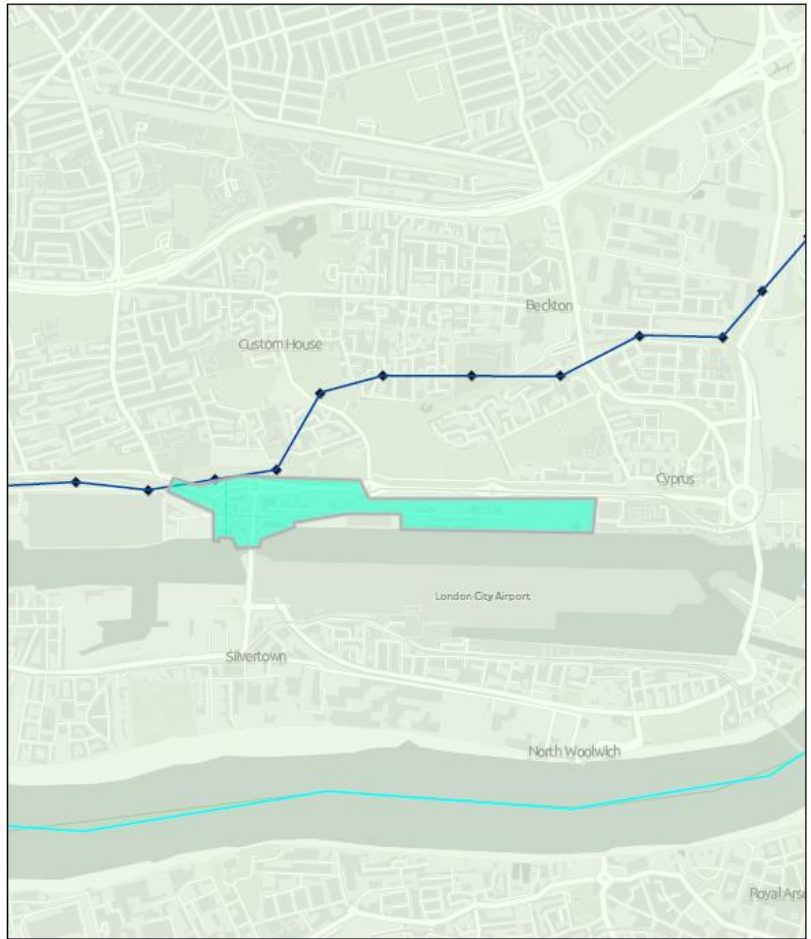 Beckton
Custom House
Cyprus
London City Airport
Silvertown
North Woolwich
Royal Arse